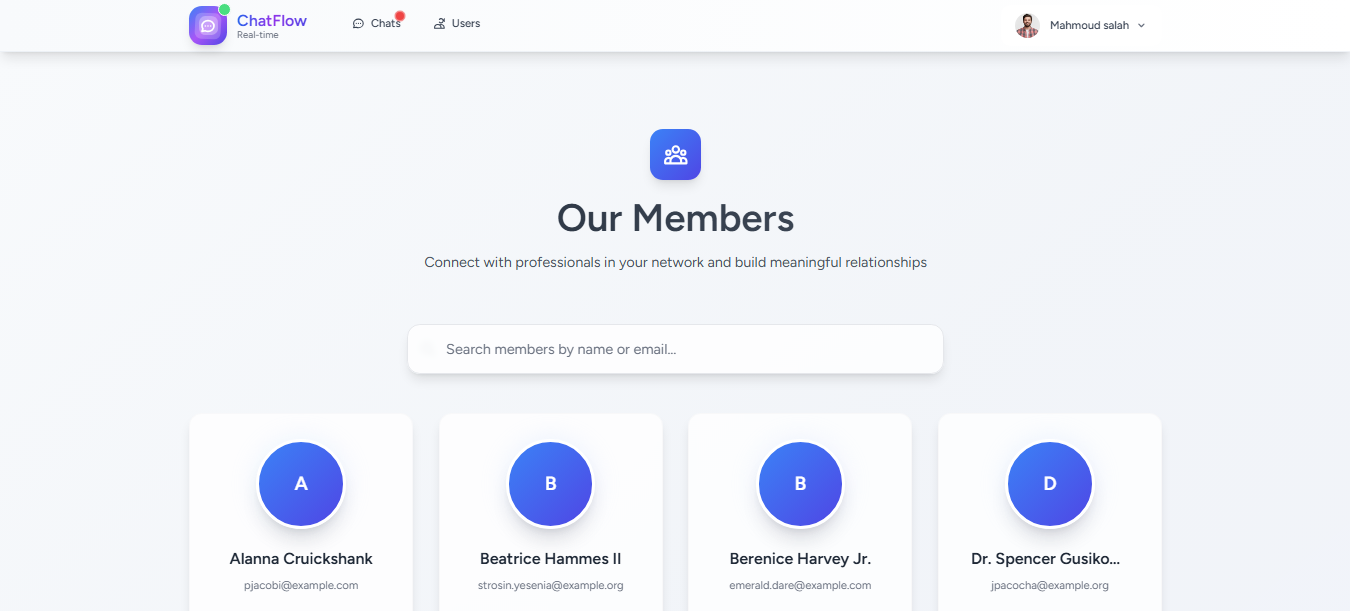 ChatFlow
Real-time
Chats
Users
Mahmoud salah
Our Members
Connect with professionals in your network and build meaningful relationships
Search members by name or email...
A
B
B
D
Alanna Cruickshank
Beatrice Hammes II
Berenice Harvey Jr.
Dr. Spencer Gusiko...
pjacobi@example.com
strosin.yesenia@example.org
emerald.dare@example.com
jpacocha@example.org